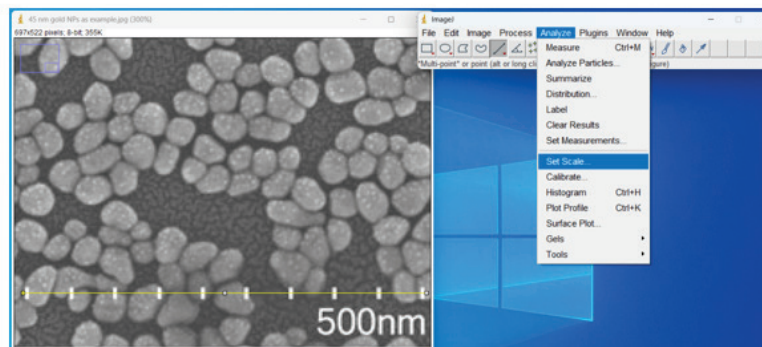 45 nm gold NPs as example.jpg (300%)
697x522 pixels; 8-bit; 355K
500nm
ImageJ
File Edit Image Process Analyze Plugins Window Help
"Multi-point" or point (alt or long cli
gure)
Measure Ctrl+M
Analyze Particles...
Summarize
Distribution...
Label
Clear Results
Set Measurements...
Set Scale...
Calibrate...
Histogram Ctrl+H
Plot Profile Ctrl+K
Surface Plot...
Gels
Tools